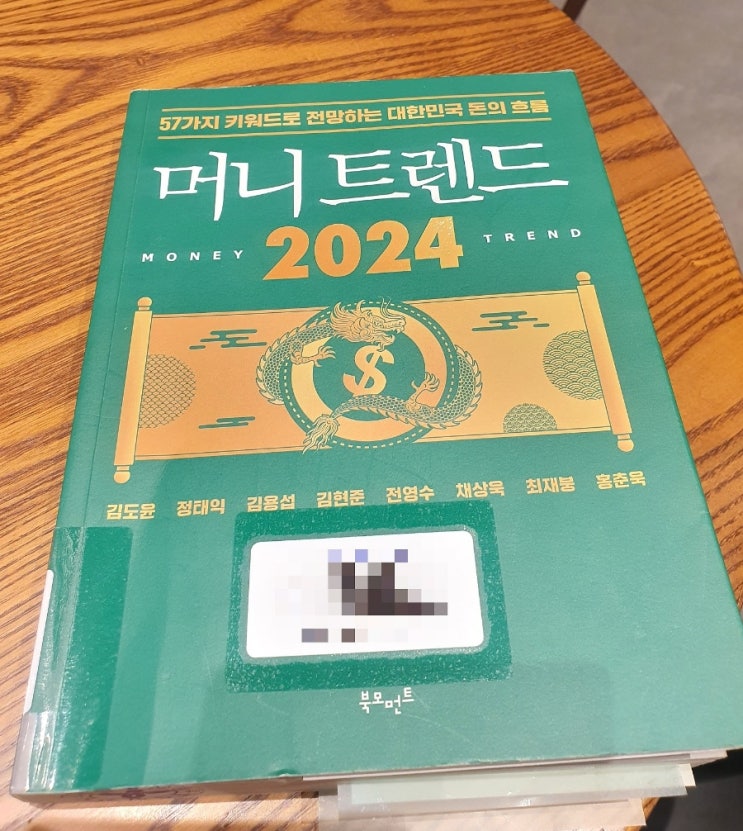 57가지 키워드로 전망하는 대한민국 돈의 흐름
머니 트렌드
MONEY 2024 TREND
$
김도윤 정태익 김용섭 김현준 전영수 채상욱 최재붕 홍춘욱
북모먼트